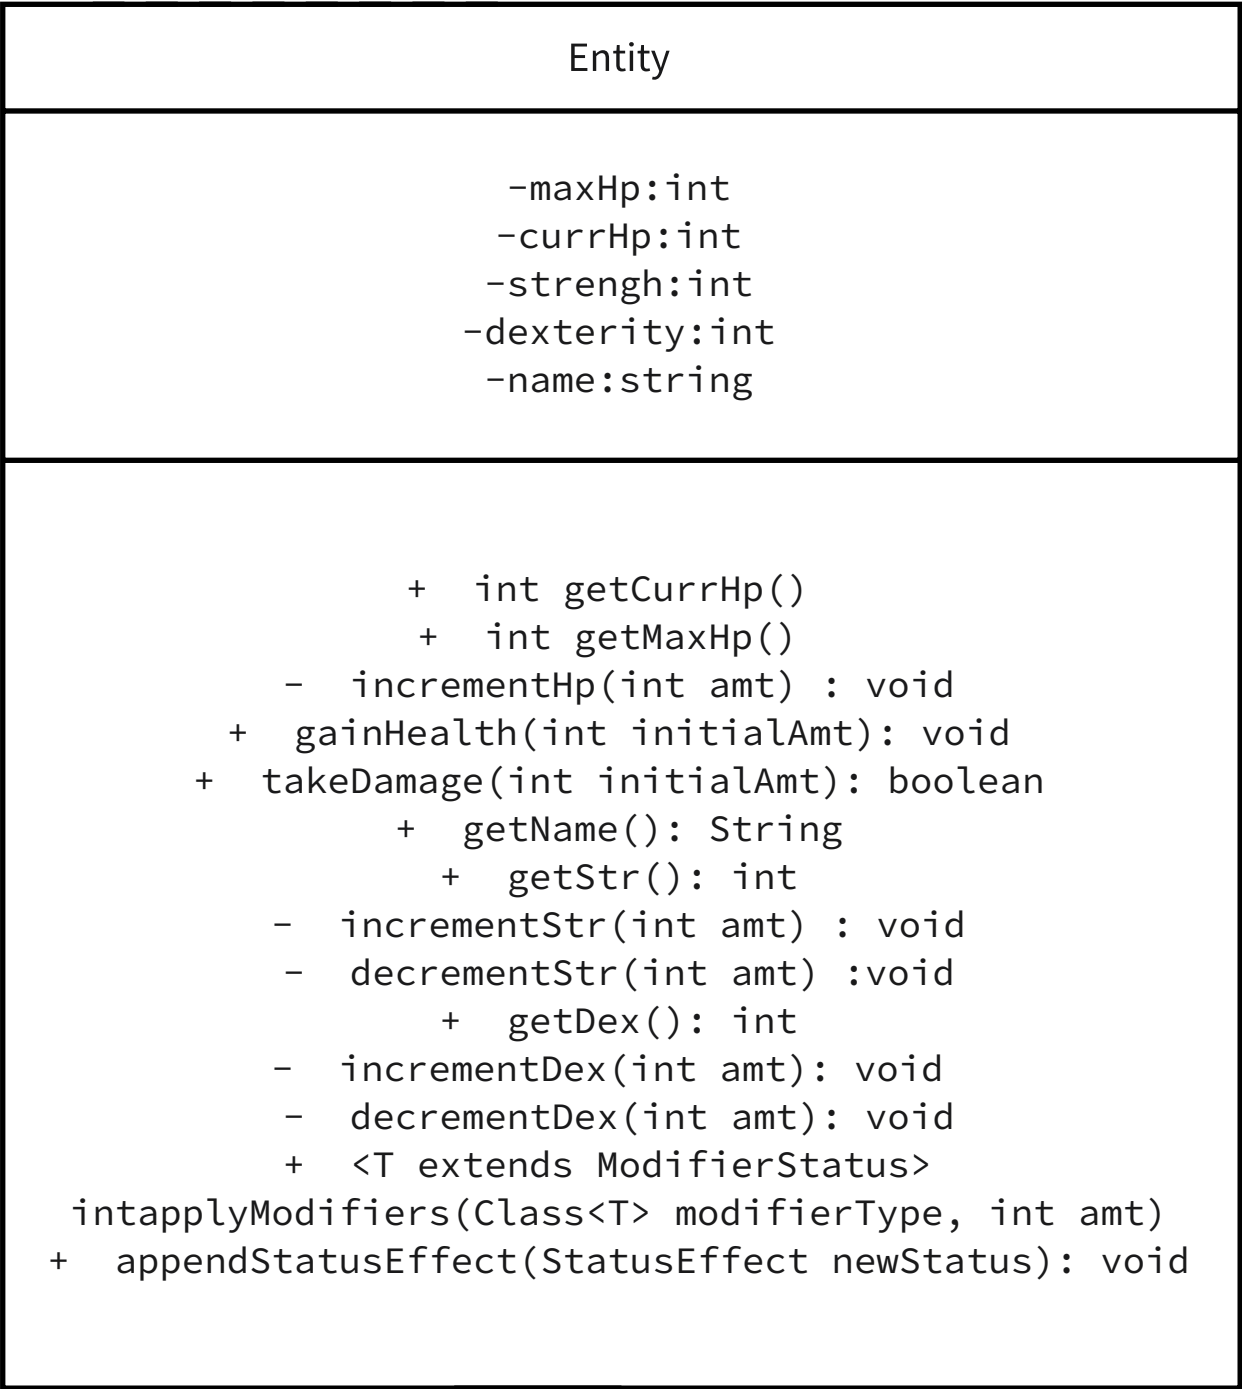 Entity
-maxHp:int
-currHp:int
-strengh:int
-dexterity:int
-name:string
+ int getCurrHp()
+ int getMaxHp()
- incrementHp(int amt) : void
+ gainHealth(int initialAmt): void
+ takeDamage(int initialAmt): boolean
+ getName(): String
+ getStr(): int
- incrementStr(int amt) : void
- decrementStr(int amt) :void
+ getDex(): int
- incrementDex(int amt): void
- decrementDex(int amt): void
+ <T extends ModifierStatus>
intapplyModifiers(Class<T> modifierType, int amt)
+ appendStatusEffect(StatusEffect newStatus): void